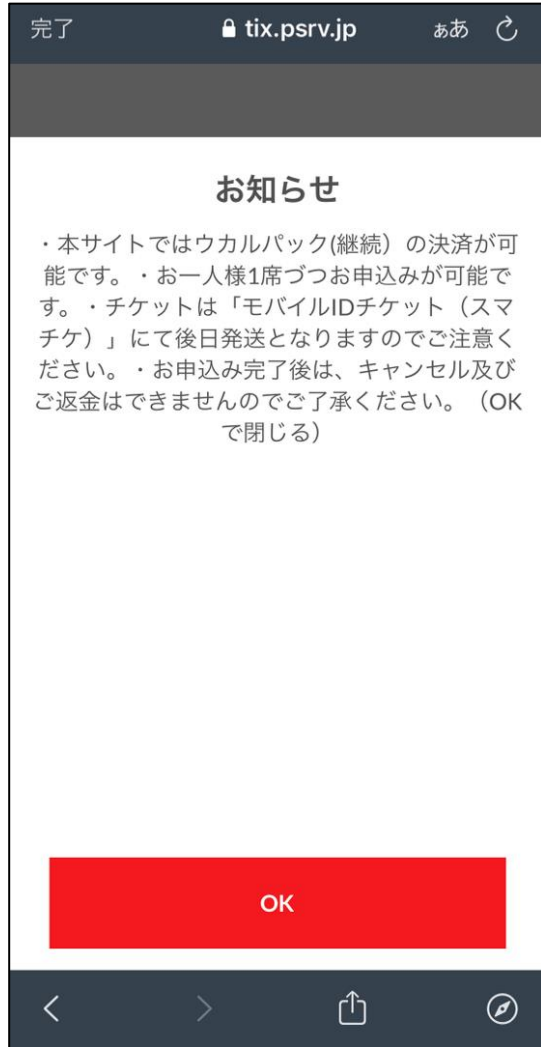 完了 tix.psrv.jp ぁあ
お知らせ
・本サイトではウカルパック(継続）の決済が可
能です。・お一人様1席づつお申込みが可能で
す。・チケットは「モバイルIDチケット（スマ
チケ）」にて後日発送となりますのでご注意く
ださい。・お申込み完了後は、キャンセル及び
ご返金はできませんのでご了承ください。（OK
で閉じる）
OK